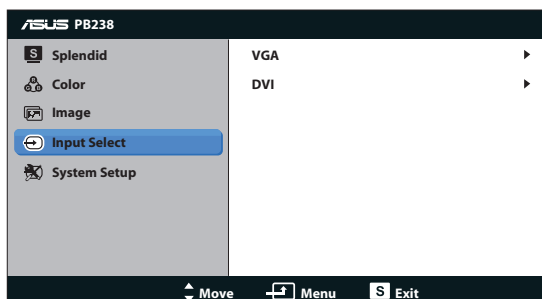 ASUS PB238
S Splendid
Color
Image
Input Select
System Setup
VGA
DVI
Move Menu S Exit